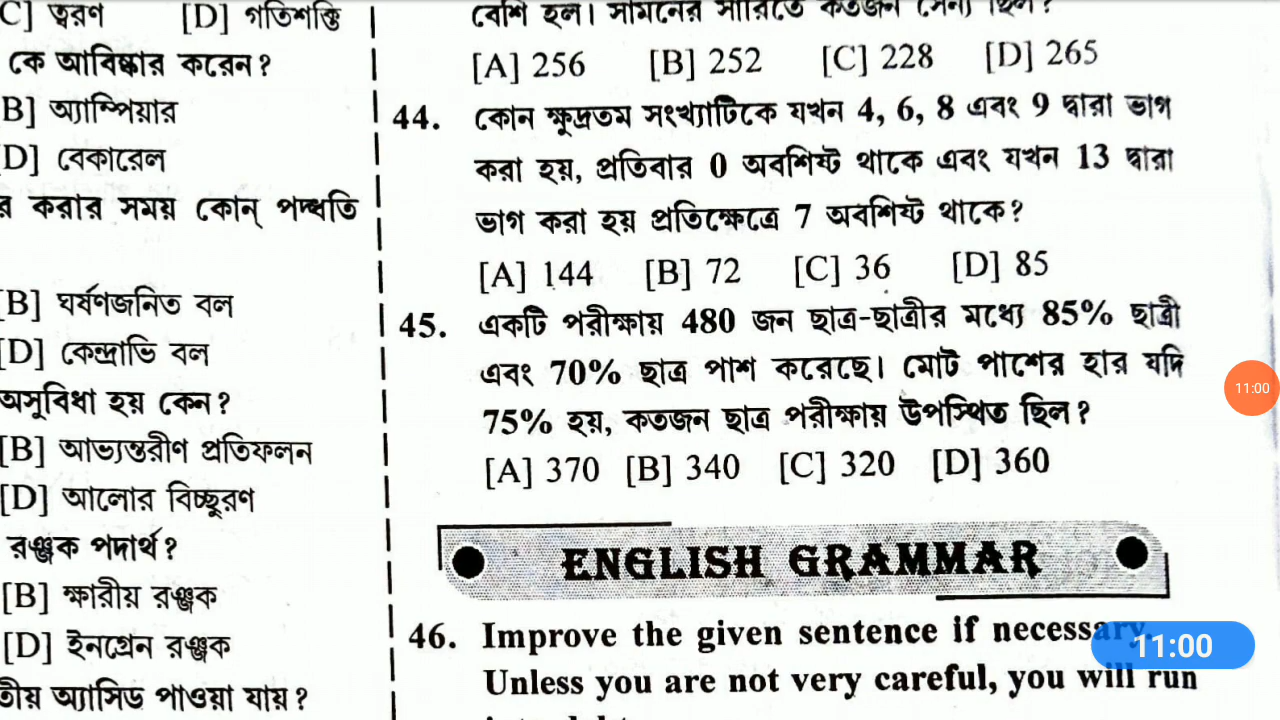 C] ত্বরণ [D] গতিশক্তি
কে আবিষ্কার করেন?
B] অ্যাম্পিয়ার
D] বেকারেল
র করার সময় কোন্ পদ্ধতি
[B] ঘর্ষণজনিত বল
[D] কেন্দ্রাভি বল
অসুবিধা হয় কেন?
[B] আভ্যন্তরীণ প্রতিফলন
[D] আলোর বিচ্ছুরণ
রঞ্জক পদার্থ?
[B] ক্ষারীয় রঞ্জক
[D] ইনগ্রেন রঞ্জক
তীয় অ্যাসিড পাওয়া যায়?
বেশি হল। সামনের সারিতে কতজন সেনা ছিল?
[A] 256 [B] 252 [C] 228 [D] 265
44. কোন ক্ষুদ্রতম সংখ্যাটিকে যখন 4, 6, 8 এবং 9 দ্বারা ভাগ
করা হয়, প্রতিবার 0 অবশিষ্ট থাকে এবং যখন 13 দ্বারা
ভাগ করা হয় প্রতিক্ষেত্রে 7 অবশিষ্ট থাকে?
[A] 144 [B] 72 [C] 36 [D] 85
45. একটি পরীক্ষায় 480 জন ছাত্র-ছাত্রীর মধ্যে 85% ছাত্রী
এবং 70% ছাত্র পাশ করেছে। মোট পাশের হার যদি
75% হয়, কতজন ছাত্র পরীক্ষায় উপস্থিত ছিল?
[A] 370 [B] 340 [C] 320 [D] 360
ENGLISH GRAMMAR
46. Improve the given sentence if necessary.
Unless you are not very careful, you will run
11:00
11:00